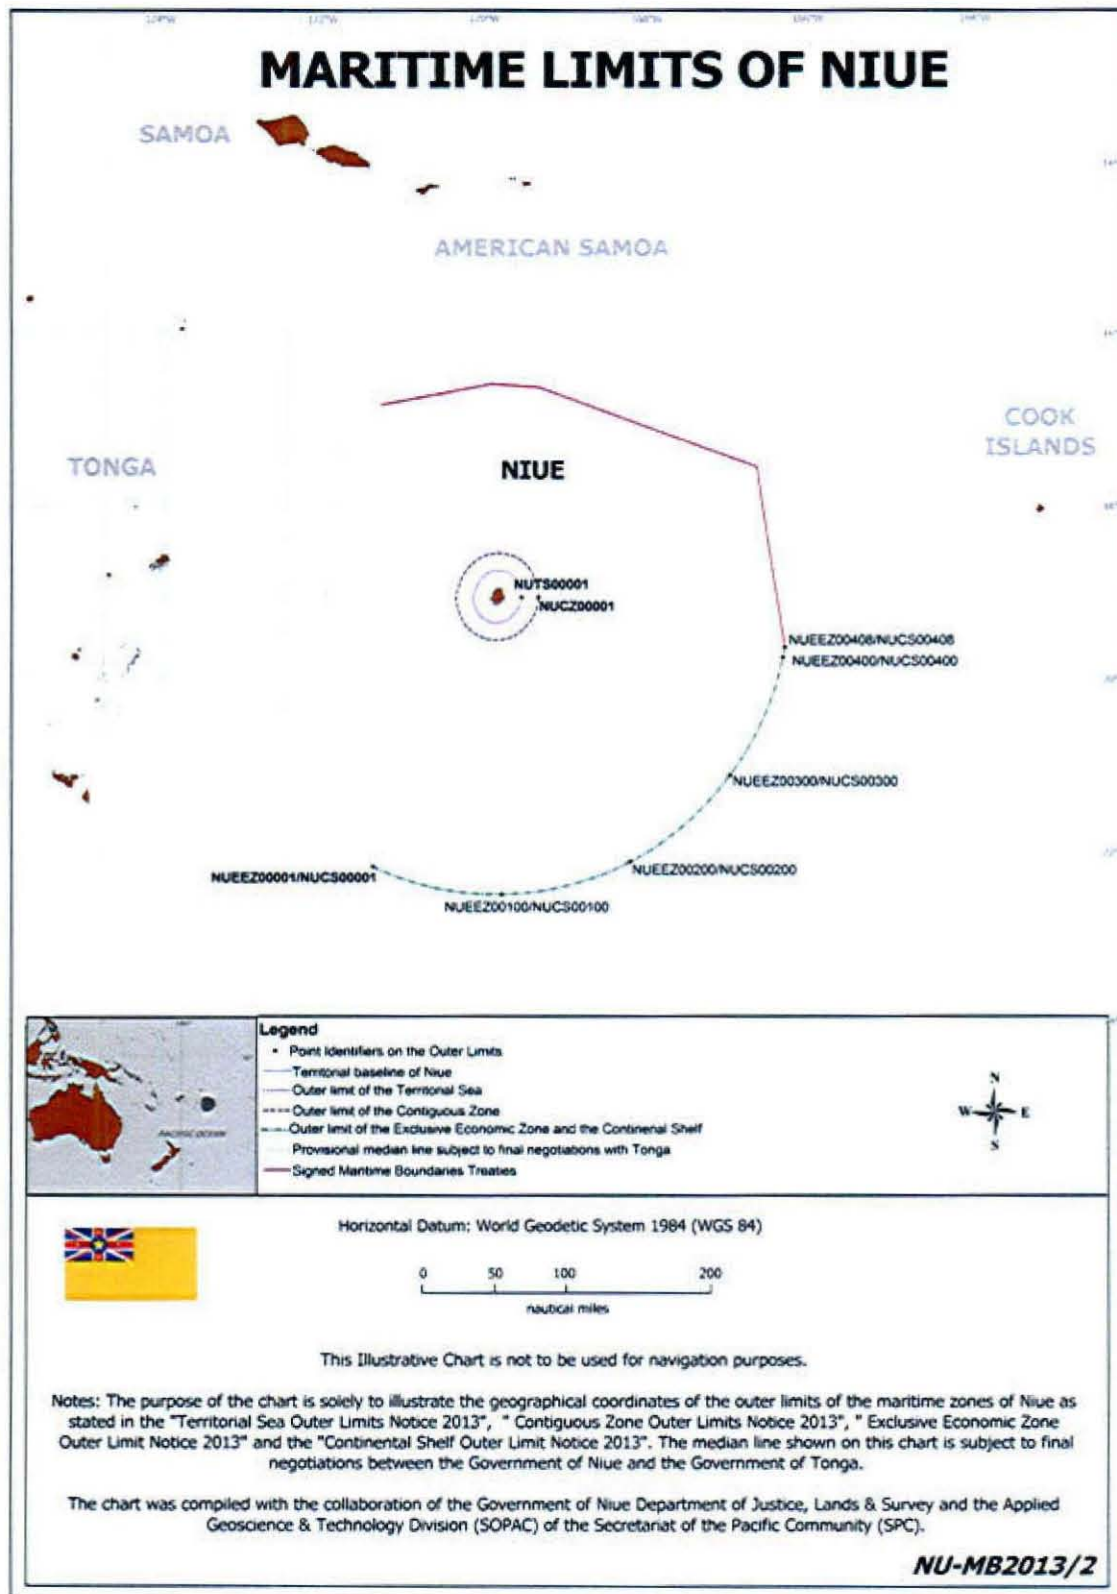 172°W 170°W 168°W 166°W 164°W
MARITIME LIMITS OF NIUE
SAMOA
AMERICAN SAMOA
COOK
ISLANDS
TONGA
NIUE
NUTS00001
NUCZ00001
NUEEZ00408/NUCS00408
NUEEZ00400/NUCS00400
NUEEZ00300/NUCS00300
NUEEZ00200/NUCS00200
NUEEZ00001/NUCS00001
NUEEZ00100/NUCS00100
Legend
Point Identifiers on the Outer Limits
Territorial baseline of Niue
Outer limit of the Territorial Sea
Outer limit of the Contiguous Zone
Outer limit of the Exclusive Economic Zone and the Continenal Shelf
Provisional median line subject to final negotiations with Tonga
Signed Maritime Boundaries Treaties
PACIFIC OCEAN
N
W E
S
Horizontal Datum: World Geodetic System 1984 (WGS 84)
0 50 100 200
nautical miles
This Illustrative Chart is not to be used for navigation purposes.
Notes: The purpose of the chart is solely to illustrate the geographical coordinates of the outer limits of the maritime zones of Niue as
stated in the "Territorial Sea Outer Limits Notice 2013", " Contiguous Zone Outer Limits Notice 2013", " Exclusive Economic Zone
Outer Limit Notice 2013" and the "Continental Shelf Outer Limit Notice 2013". The median line shown on this chart is subject to final
negotiations between the Government of Niue and the Government of Tonga.
The chart was compiled with the collaboration of the Government of Niue Department of Justice, Lands & Survey and the Applied
Geoscience & Technology Division (SOPAC) of the Secretariat of the Pacific Community (SPC).
NU-MB2013/2